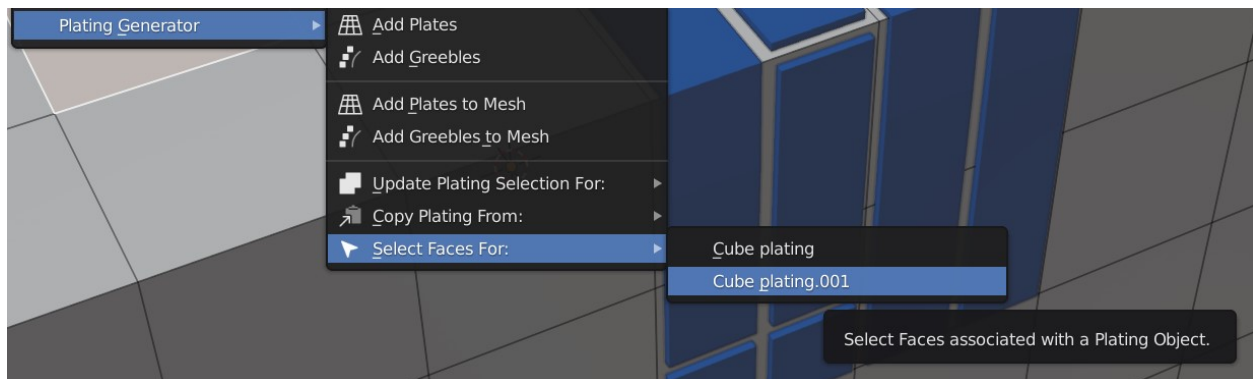 Plating Generator
Add Plates
Add Greebles
Add Plates to Mesh
Add Greebles to Mesh
Update Plating Selection For:
Copy Plating From:
Select Faces For:
Cube plating
Cube plating.001
Select Faces associated with a Plating Object.